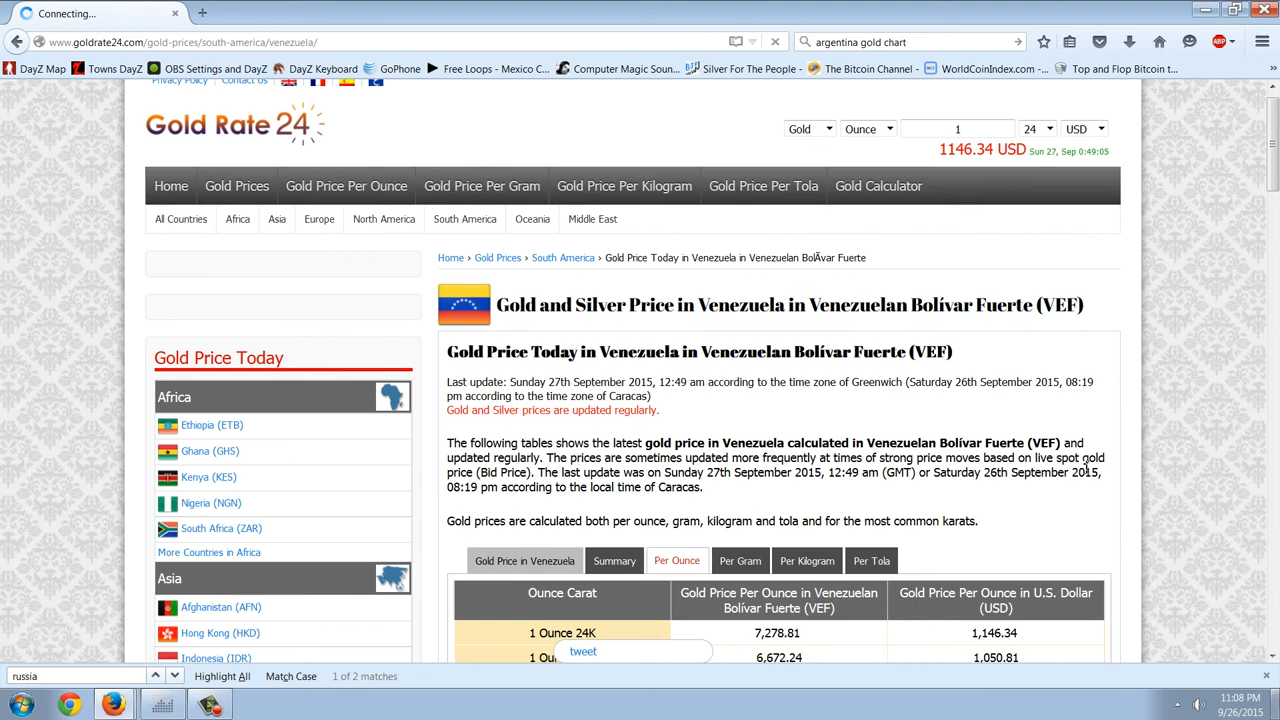 Connecting...
www.goldrate24.com/gold-prices/south-america/venezuela/
argentina gold chart
DayZ Map Towns DayZ OBS Settings and DayZ DayZ Keyboard GoPhone Free Loops - Mexico C... Computer Magic Soun... Silver For The People - ... The Liberation Channel - WorldCoinIndex.com -... Top and Flop Bitcoin t...
Privacy Policy Contact Us
Gold Rate 24
Gold Ounce 1 24 USD
1146.34 USD Sun 27, Sep 0:49:05
Home Gold Prices Gold Price Per Ounce Gold Price Per Gram Gold Price Per Kilogram Gold Price Per Tola Gold Calculator
All Countries Africa Asia Europe North America South America Oceania Middle East
Home › Gold Prices › South America › Gold Price Today in Venezuela in Venezuelan BolÃvar Fuerte
Gold and Silver Price in Venezuela in Venezuelan Bolívar Fuerte (VEF)
Gold Price Today in Venezuela in Venezuelan Bolívar Fuerte (VEF)
Last update: Sunday 27th September 2015, 12:49 am according to the time zone of Greenwich (Saturday 26th September 2015, 08:19
pm according to the time zone of Caracas)
Gold and Silver prices are updated regularly.
The following tables shows the latest gold price in Venezuela calculated in Venezuelan Bolívar Fuerte (VEF) and
updated regularly. The prices are sometimes updated more frequently at times of strong price moves based on live spot gold
price (Bid Price). The last update was on Sunday 27th September 2015, 12:49 am (GMT) or Saturday 26th September 2015,
08:19 pm according to the local time of Caracas.
Gold prices are calculated both per ounce, gram, kilogram and tola and for the most common karats.
Gold Price in Venezuela Summary Per Ounce Per Gram Per Kilogram Per Tola
Ounce Carat Gold Price Per Ounce in Venezuelan Bolívar Fuerte (VEF) Gold Price Per Ounce in U.S. Dollar (USD)
1 Ounce 24K 7,278.81 1,146.34
1 Ou 6,672.24 1,050.81
tweet
Gold Price Today
Africa
Ethiopia (ETB)
Ghana (GHS)
Kenya (KES)
Nigeria (NGN)
South Africa (ZAR)
More Countries in Africa
Asia
Afghanistan (AFN)
Hong Kong (HKD)
Indonesia (IDR)
russia Highlight All Match Case 1 of 2 matches
11:08 PM
9/26/2015